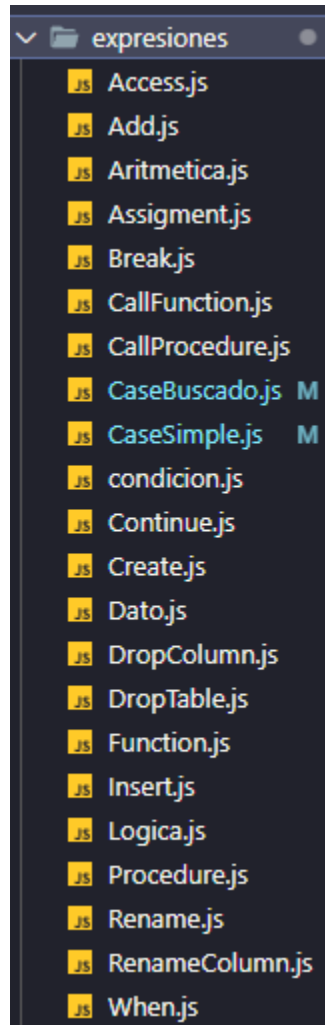 expresiones
JS Access.js
JS Add.js
JS Aritmetica.js
JS Assigment.js
JS Break.js
JS CallFunction.js
JS CallProcedure.js
JS CaseBuscado.js M
JS CaseSimple.js M
JS condicion.js
JS Continue.js
JS Create.js
JS Dato.js
JS DropColumn.js
JS DropTable.js
JS Function.js
JS Insert.js
JS Logica.js
JS Procedure.js
JS Rename.js
JS RenameColumn.js
JS When.js